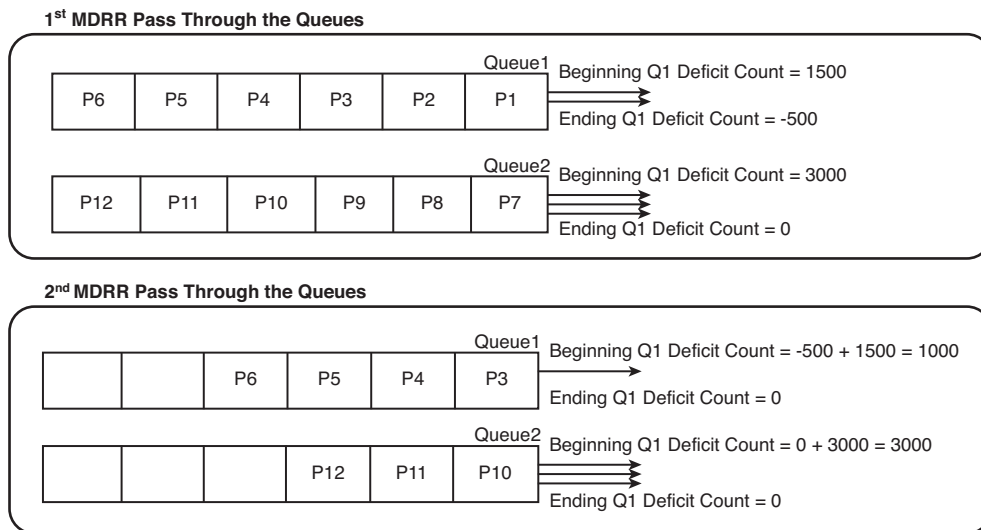 1st MDRR Pass Through the Queues
Queue1
Beginning Q1 Deficit Count = 1500
P6 P5 P4 P3 P2 P1
Ending Q1 Deficit Count = -500
Queue2
Beginning Q1 Deficit Count = 3000
P12 P11 P10 P9 P8 P7
Ending Q1 Deficit Count = 0
2nd MDRR Pass Through the Queues
Queue1
Beginning Q1 Deficit Count = -500 + 1500 = 1000
P6 P5 P4 P3
Ending Q1 Deficit Count = 0
Queue2
Beginning Q1 Deficit Count = 0 + 3000 = 3000
P12 P11 P10
Ending Q1 Deficit Count = 0